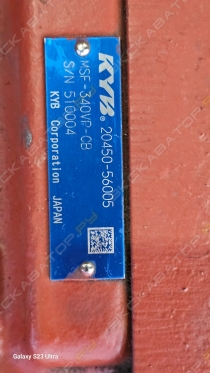 KYB. 20450-56005
MSF-340VP-CB
S/N 510004
KYB Corporation JAPAN
Galaxy S23 Ultra